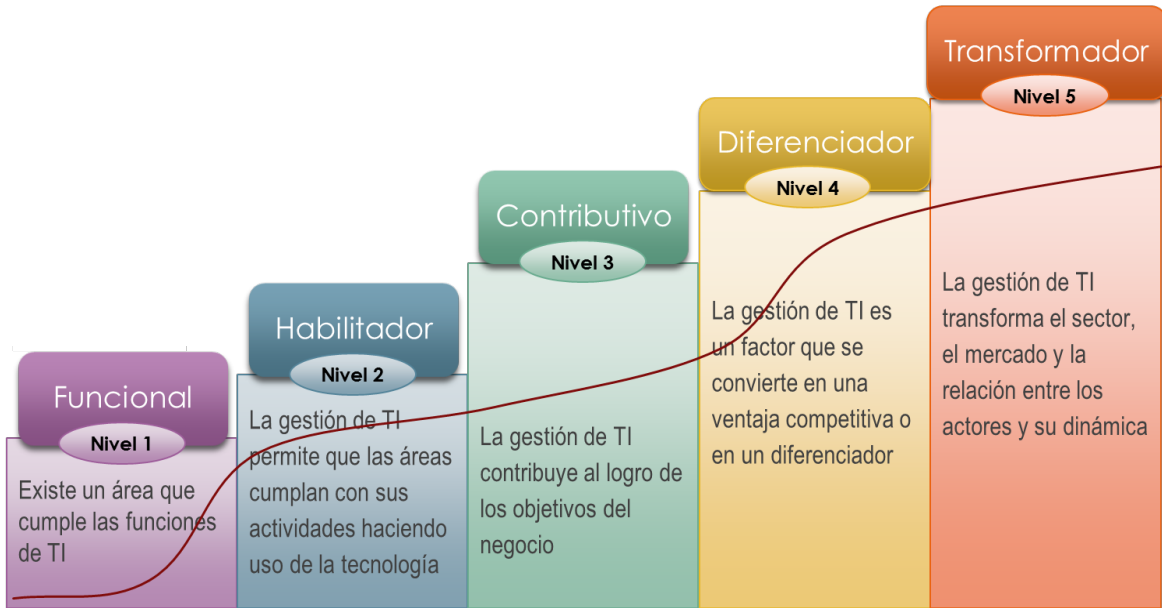 Funcional
Nivel 1
Existe un área que
cumple las funciones
de TI
Habilitador
Nivel 2
La gestión de TI
permite que las áreas
cumplan con sus
actividades haciendo
uso de la tecnología
Contributivo
Nivel 3
La gestión de TI
contribuye al logro de
los objetivos del
negocio
Diferenciador
Nivel 4
La gestión de TI es
un factor que se
convierte en una
ventaja competitiva o
en un diferenciador
Transformador
Nivel 5
La gestión de TI
transforma el sector,
el mercado y la
relación entre los
actores y su dinámica